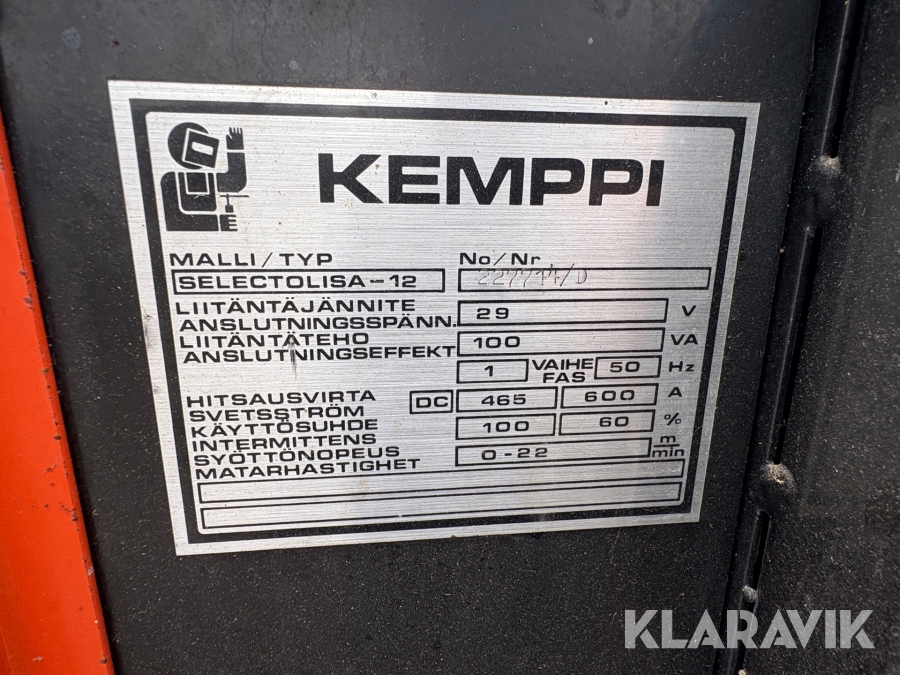 KEMPPI
MALLI/TYP No/Nr
SELECTOLISA-12
LIITÄNTÄJÄNNITE
ANSLUTNINGSSPÄNN. 29 V
LIITÄNTÄTEHO
ANSLUTNINGSEFFEKT 100 VA
1 VAIHE FAS 50 Hz
HITSAUSVIRTA
SVETSSTRÖM DC 465 600 A
KÄYTTÖSUHDE
INTERMITTENS 100 60 %
SYÖTTÖNOPEUS
MATARHASTIGHET 0-22 m/min
KLARAVIK